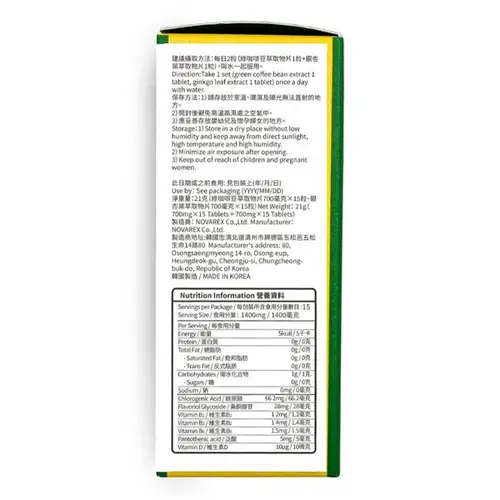 建議攝取方法：每日2粒（綠咖啡豆萃取物片1粒+銀杏
葉萃取物片1粒），與水一起服用。
Direction:Take 1 set (green coffee bean extract 1
tablet, ginkgo leaf extract 1 tablet) once a day
with water.
保存方法：1) 請存放於室溫、濕度及陽光無法直射的地
方。
2) 開封後避免高溫高濕處之空氣中。
3) 應妥善存放嬰幼兒及懷孕婦女的地方。
Storage:1) Store in a dry place without low
humidity and keep away from direct sunlight,
high temperature and high humidity.
2) Minimize air exposure after opening.
3) Keep out of reach of children and pregnant
women.
此日期或之前食用: 見包裝上(年/月/日)
Use by: See packaging (YYYY/MM/DD)
淨重量: 21克 (綠咖啡豆萃取物片700毫克×15粒、銀
杏葉萃取物片700毫克×15粒) Net Weight: 21g (
700mg×15 Tablets+700mg×15 Tablets)
製造商: NOVAREX Co.,Ltd. Manufacturer:
NOVAREX Co.,Ltd.
製造商地址: 韓國忠清北道清州市興德區五松邑五松
生命14路80 Manufacturer's address: 80,
Osongsaengmyeong 14-ro, Osong-eup,
Heungdeok-gu, Cheongju-si, Chungcheong-
buk-do, Republic of Korea
韓國製造 / MADE IN KOREA
Nutrition Information 營養資料
Servings per Package / 每包裝所含食用分量數目 : 15
Serving Size / 食用分量 : 1400mg / 1400毫克
Per Serving / 每食用分量
Energy / 能量 5kcal / 5千卡
Protein / 蛋白質 0g / 0克
Total Fat / 總脂肪 0g / 0克
- Saturated Fat / 飽和脂肪 0g / 0克
- Trans Fat / 反式脂肪 0g / 0克
Carbohydrates / 碳水化合物 1g / 1克
- Sugars / 糖 0g / 0克
Sodium / 鈉 0mg / 0毫克
Chlorogenic Acid / 綠原酸 66.2mg / 66.2毫克
Flavonol Glycoside / 黃酮醇苷 28mg / 28毫克
Vitamin B₁ / 維生素B₁ 1.2mg / 1.2毫克
Vitamin B₂ / 維生素B₂ 1.4mg / 1.4毫克
Vitamin B₆ / 維生素B₆ 1.5mg / 1.5毫克
Pantothenic acid / 泛酸 5mg / 5毫克
Vitamin D / 維生素D 10μg / 10微克